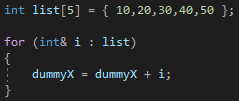 int list[5] = { 10,20,30,40,50 };
for (int& i : list)
{
dummyX = dummyX + i;
}